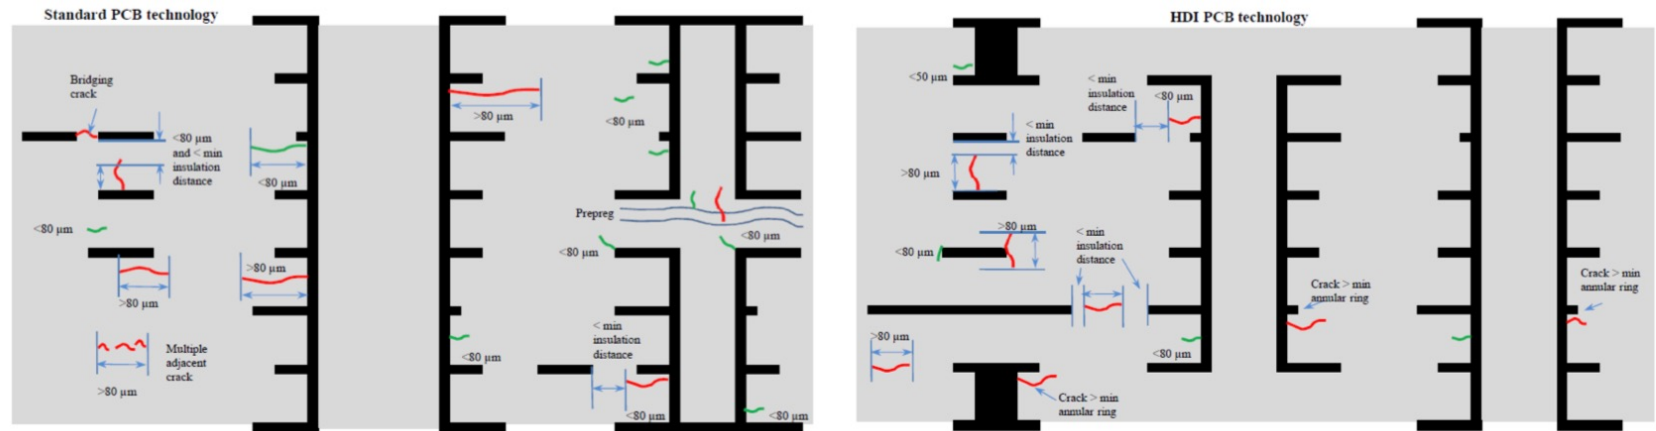 Standard PCB technology
Bridging
crack
<80 µm
and < min
insulation
distance
<80 µm
<80 µm
>80 µm
>80 µm
Multiple
adjacent
crack
>80 µm
>80 µm
<80 µm
Prepreg
<80 µm
<80 µm
<80 µm
< min
insulation
distance
<80 µm
<80 µm
HDI PCB technology
<50 µm
< min
insulation
distance
<80 µm
< min
insulation
distance
>80 µm
>80 µm
<80 µm
< min
insulation
distance
>80 µm
<80 µm
Crack > min
annular ring
Crack > min
annular ring
Crack > min
annular ring